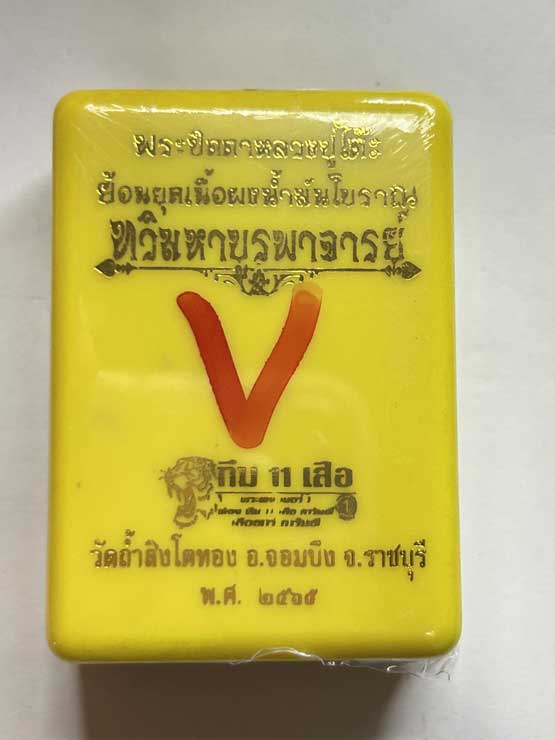 พระปิดตาหลวงปู่โต๊ะ
ย้อนยุคเนื้อผงน้ำมันโบราณ
ทวิมหาบูรพาจารย์
V
ทีม 11 เสือ
1
วัดถ้ำสิงโตทอง อ.จอมบึง จ.ราชบุรี
พ.ศ. ๒๕๖๕